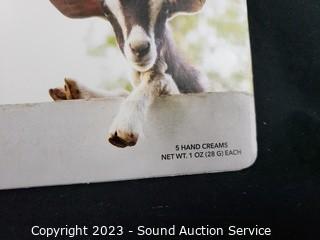 5 HAND CREAMS
NET WT. 1 OZ (28 G) EACH
Copyright 2023 - Sound Auction Service